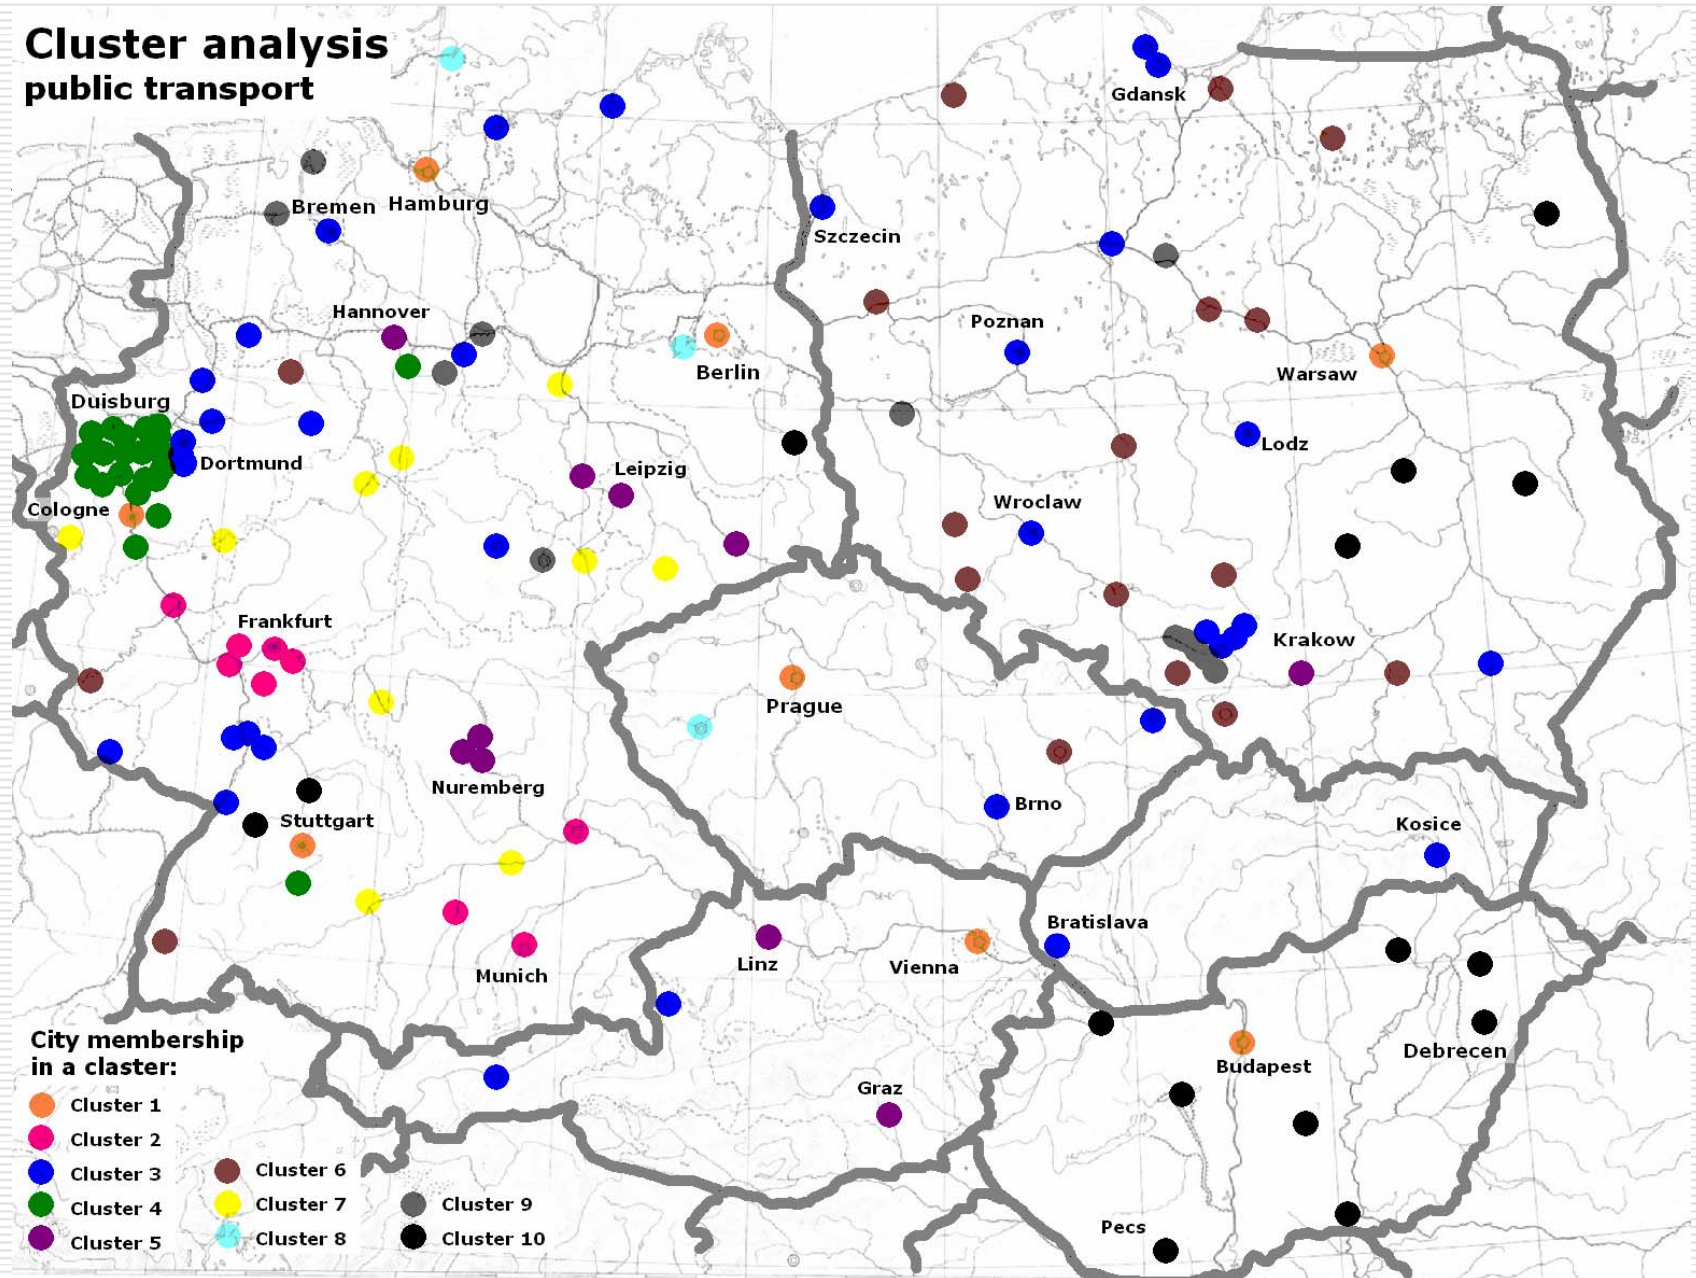 Cluster analysis
public transport
Gdansk
Bremen
Hamburg
Szczecin
Hannover
Poznan
Berlin
Warsaw
Duisburg
Lodz
Dortmund
Leipzig
Cologne
Wroclaw
Frankfurt
Krakow
Prague
Nuremberg
Brno
Stuttgart
Kosice
Bratislava
Linz
Vienna
Munich
City membership
in a claster:
Debrecen
Budapest
Graz
Pecs
Cluster 1
Cluster 2
Cluster 3
Cluster 4
Cluster 5
Cluster 6
Cluster 7
Cluster 8
Cluster 9
Cluster 10